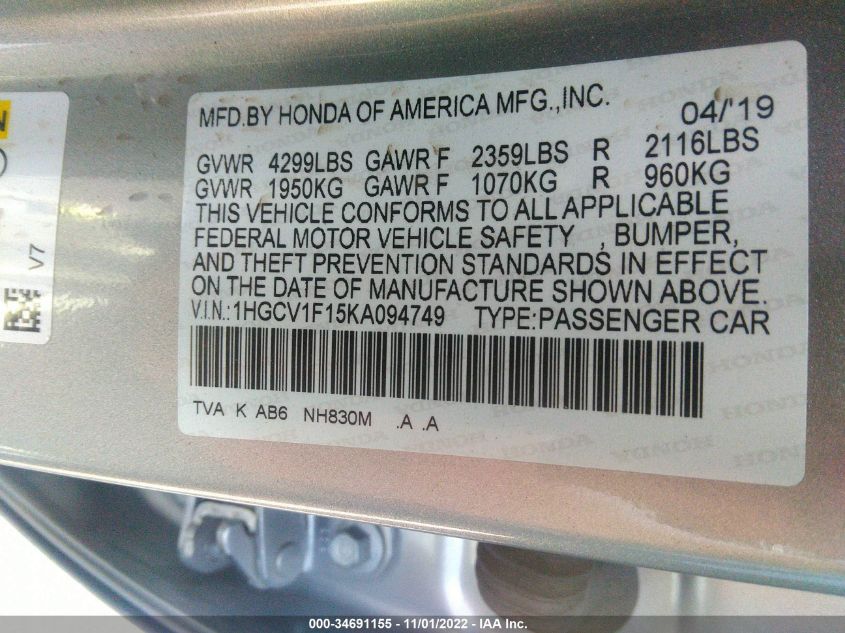 MFD.BY HONDA OF AMERICA MFG.,INC. 04/'19
GVWR 4299LBS GAWR F 2359LBS R 2116LBS
GVWR 1950KG GAWR F 1070KG R 960KG
THIS VEHICLE CONFORMS TO ALL APPLICABLE
FEDERAL MOTOR VEHICLE SAFETY , BUMPER,
AND THEFT PREVENTION STANDARDS IN EFFECT
ON THE DATE OF MANUFACTURE SHOWN ABOVE.
V.I.N.:1HGCV1F15KA094749 TYPE:PASSENGER CAR
TVA K AB6 NH830M .A .A
V7
000-34691155 - 11/01/2022 - IAA Inc.